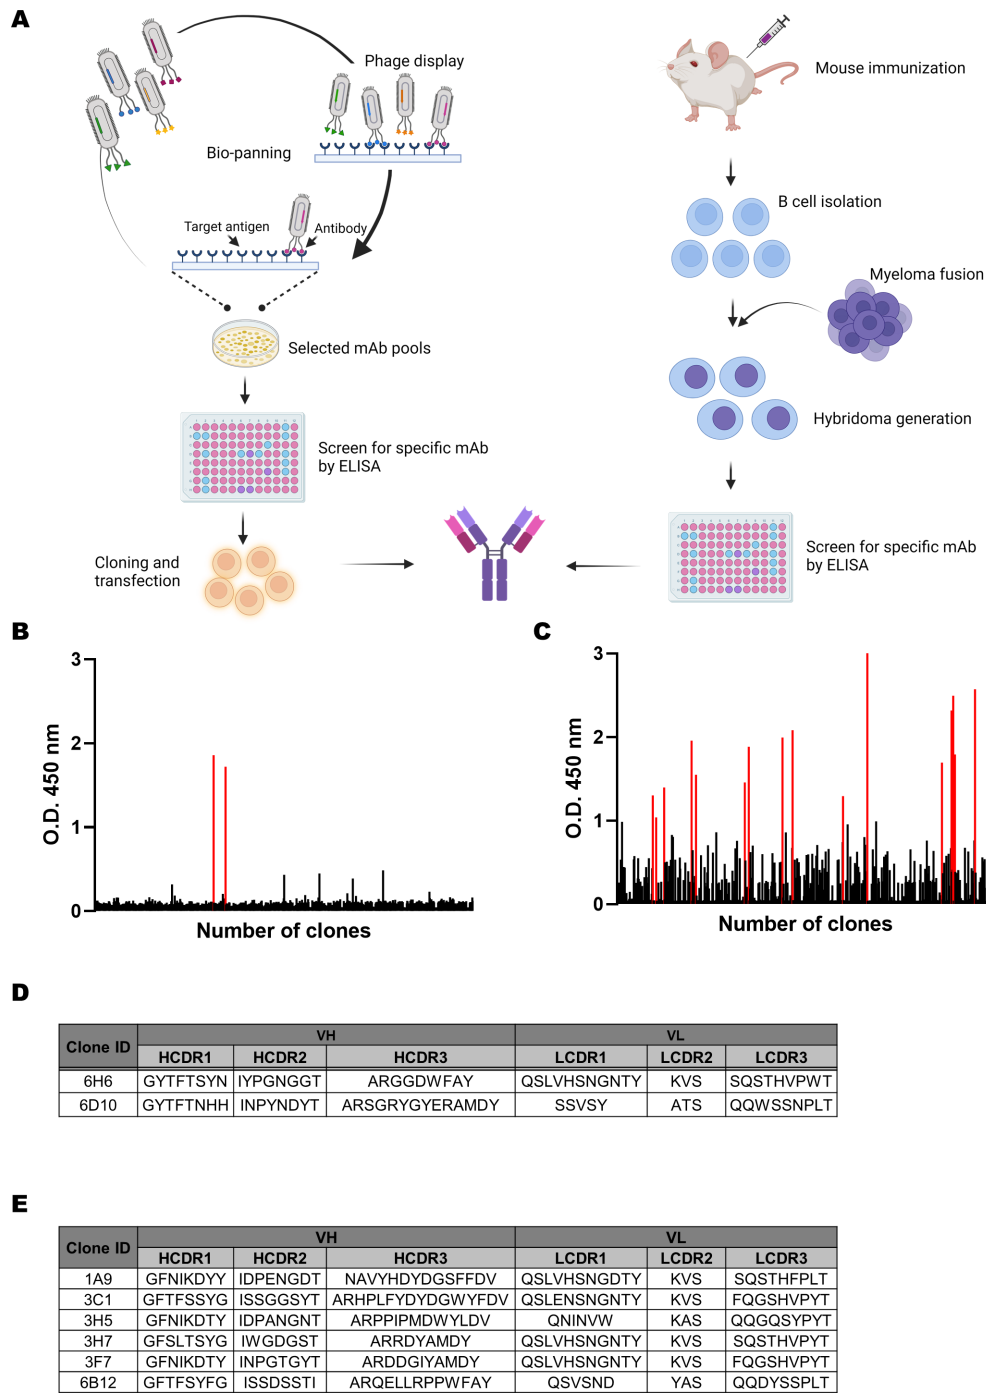 A
Phage display
Bio-panning
Target antigen
Antibody
Selected mAb pools
Screen for specific mAb
by ELISA
Cloning and
transfection
Mouse immunization
B cell isolation
Myeloma fusion
Hybridoma generation
Screen for specific mAb
by ELISA
B
3
2
1
0
O.D. 450 nm
Number of clones
C
3
2
1
0
O.D. 450 nm
Number of clones
D
Clone ID VH VL
HCDR1 HCDR2 HCDR3 LCDR1 LCDR2 LCDR3
6H6 GYTFTSYN IYPGNGGT ARGGDWFAY QSLVHSNGNTY KVS SQSTHVPWT
6D10 GYTFTNHH INPYNDYT ARSGRYGYERAMDY SSVSY ATS QQWSSNPLT
E
Clone ID VH VL
HCDR1 HCDR2 HCDR3 LCDR1 LCDR2 LCDR3
1A9 GFNIKDYY IDPENGDT NAVYHDYDGSFFDV QSLVHSNGDTY KVS SQSTHFPLT
3C1 GFTFSSYG ISSGGSYT ARHPLFYDYDGWYFDV QSLENSNGNTY KVS FQGSHVPYT
3H5 GFNIKDTY IDPANGNT ARPPIPMDWYLDV QNINVW KAS QQGQSYPYT
3H7 GFSLTSYG IWGDGST ARRDYAMDY QSLVHSNGNTY KVS SQSTHVPYT
3F7 GFNIKDTY INPGTGYT ARDDGIYAMDY QSLVHSNGNTY KVS FQGSHVPYT
6B12 GFTFSYFG ISSDSSTI ARQELLRPPWFAY QSVSND YAS QQDYSSPLT